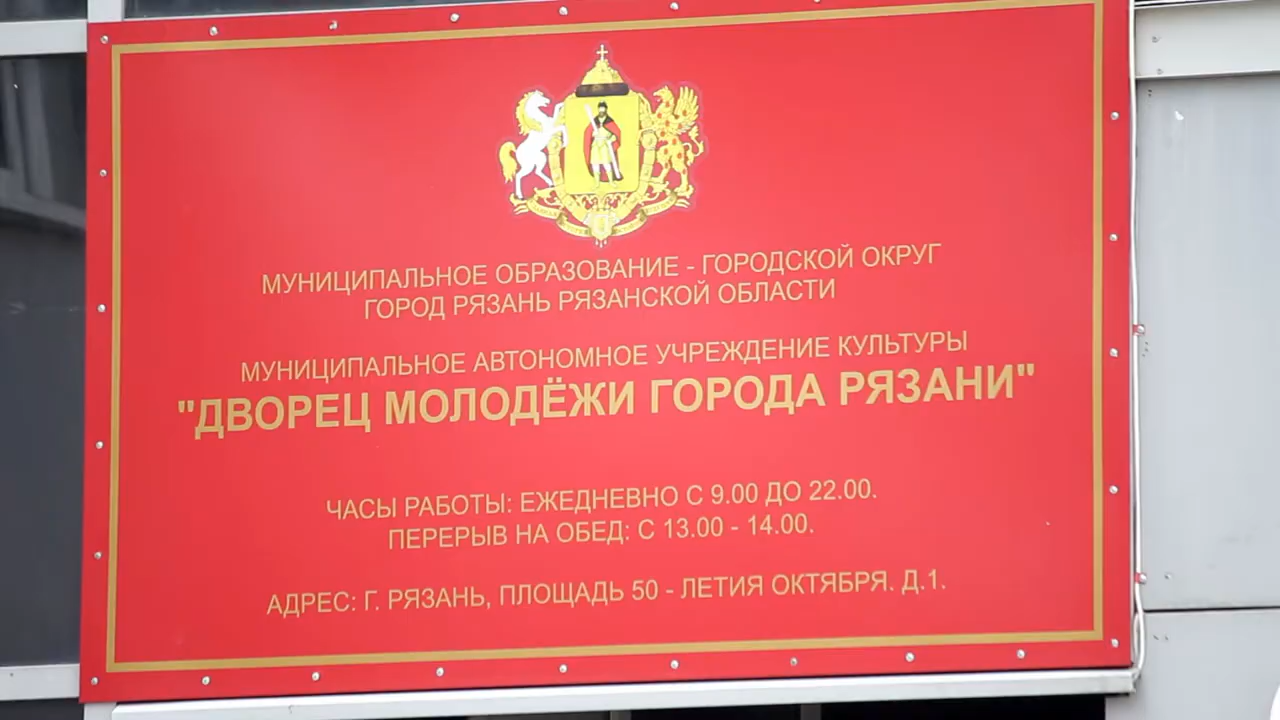 МУНИЦИПАЛЬНОЕ ОБРАЗОВАНИЕ - ГОРОДСКОЙ ОКРУГ
ГОРОД РЯЗАНЬ РЯЗАНСКОЙ ОБЛАСТИ
МУНИЦИПАЛЬНОЕ АВТОНОМНОЕ УЧРЕЖДЕНИЕ КУЛЬТУРЫ
"ДВОРЕЦ МОЛОДЁЖИ ГОРОДА РЯЗАНИ"
ЧАСЫ РАБОТЫ: ЕЖЕДНЕВНО С 9.00 ДО 22.00.
ПЕРЕРЫВ НА ОБЕД: С 13.00 - 14.00.
АДРЕС: Г. РЯЗАНЬ, ПЛОЩАДЬ 50 - ЛЕТИЯ ОКТЯБРЯ. Д.1.